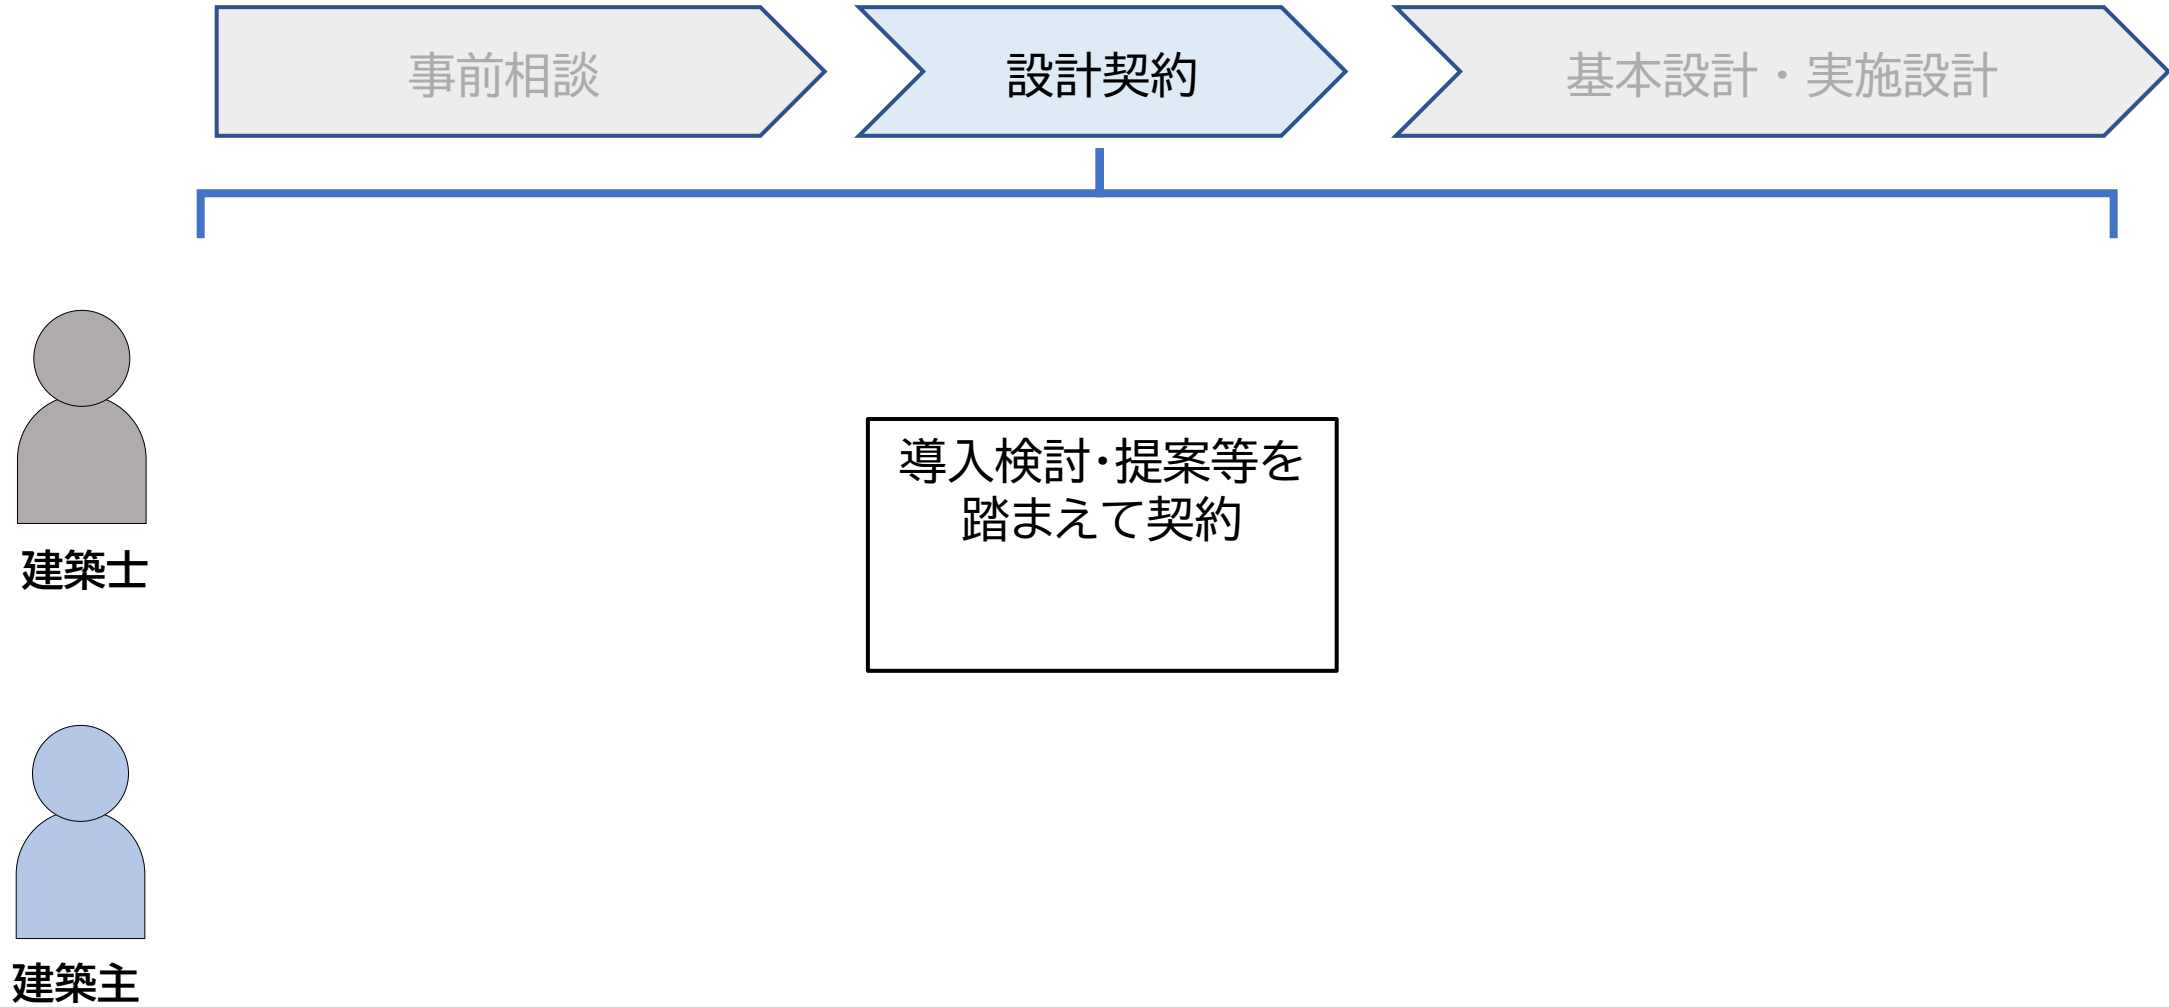 事前相談
設計契約
基本設計・実施設計
導入検討･提案等を
踏まえて契約
建築士
建築主